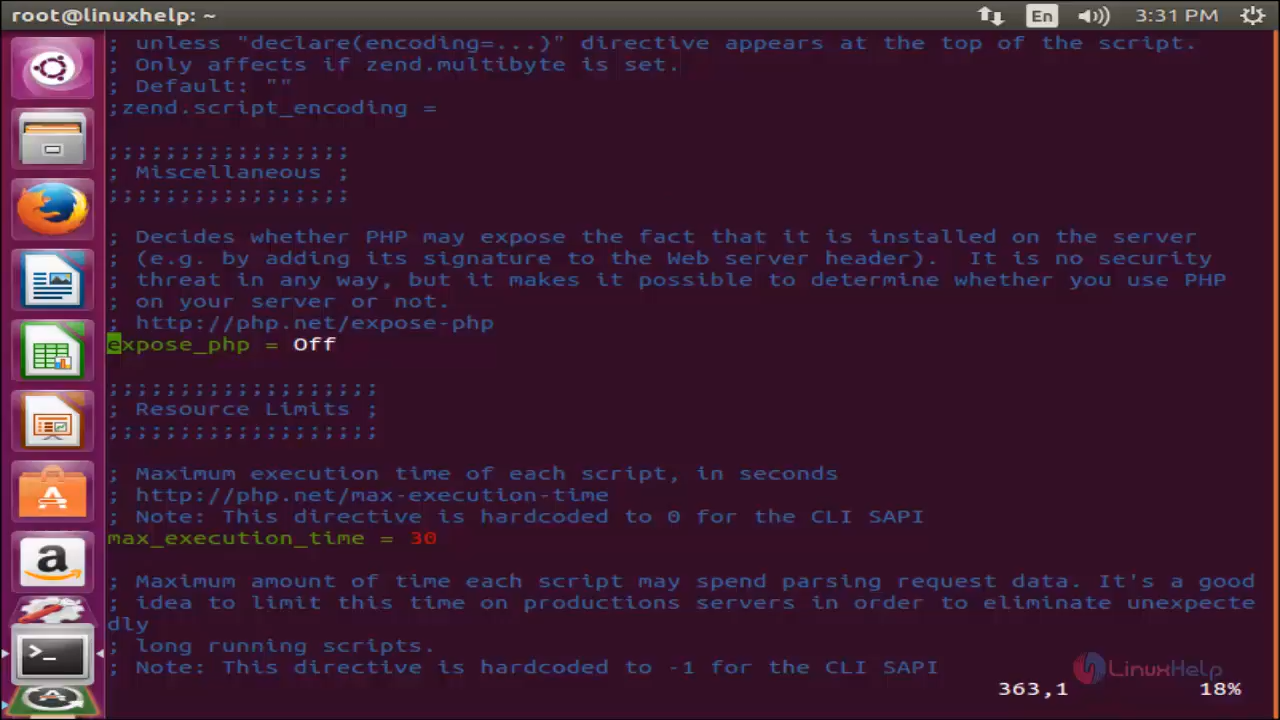 root@linuxhelp: ~
En
3:31 PM
; unless "declare(encoding=...)" directive appears at the top of the script.
; Only affects if zend.multibyte is set.
; Default: ""
;zend.script_encoding =
;;;;;;;;;;;;;;;;;
; Miscellaneous ;
;;;;;;;;;;;;;;;;;
; Decides whether PHP may expose the fact that it is installed on the server
; (e.g. by adding its signature to the Web server header).  It is no security
; threat in any way, but it makes it possible to determine whether you use PHP
; on your server or not.
; http://php.net/expose-php
expose_php = Off
;;;;;;;;;;;;;;;;;;;
; Resource Limits ;
;;;;;;;;;;;;;;;;;;;
; Maximum execution time of each script, in seconds
; http://php.net/max-execution-time
; Note: This directive is hardcoded to 0 for the CLI SAPI
max_execution_time = 30
; Maximum amount of time each script may spend parsing request data. It's a good
; idea to limit this time on productions servers in order to eliminate unexpecte
dly
; long running scripts.
; Note: This directive is hardcoded to -1 for the CLI SAPI
LinuxHelp
363,1
18%